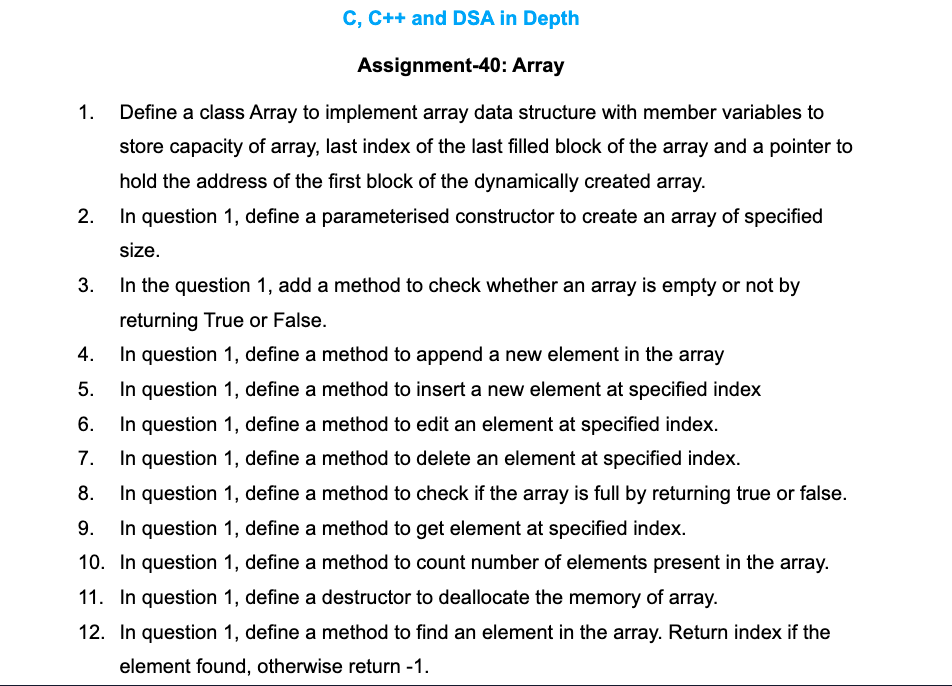 C, C++ and DSA in Depth
Assignment-40: Array
1. Define a class Array to implement array data structure with member variables to
store capacity of array, last index of the last filled block of the array and a pointer to
hold the address of the first block of the dynamically created array.
2. In question 1, define a parameterised constructor to create an array of specified
size.
3. In the question 1, add a method to check whether an array is empty or not by
returning True or False.
4. In question 1, define a method to append a new element in the array
5. In question 1, define a method to insert a new element at specified index
6. In question 1, define a method to edit an element at specified index.
7. In question 1, define a method to delete an element at specified index.
8. In question 1, define a method to check if the array is full by returning true or false.
9. In question 1, define a method to get element at specified index.
10. In question 1, define a method to count number of elements present in the array.
11. In question 1, define a destructor to deallocate the memory of array.
12. In question 1, define a method to find an element in the array. Return index if the
element found, otherwise return -1.